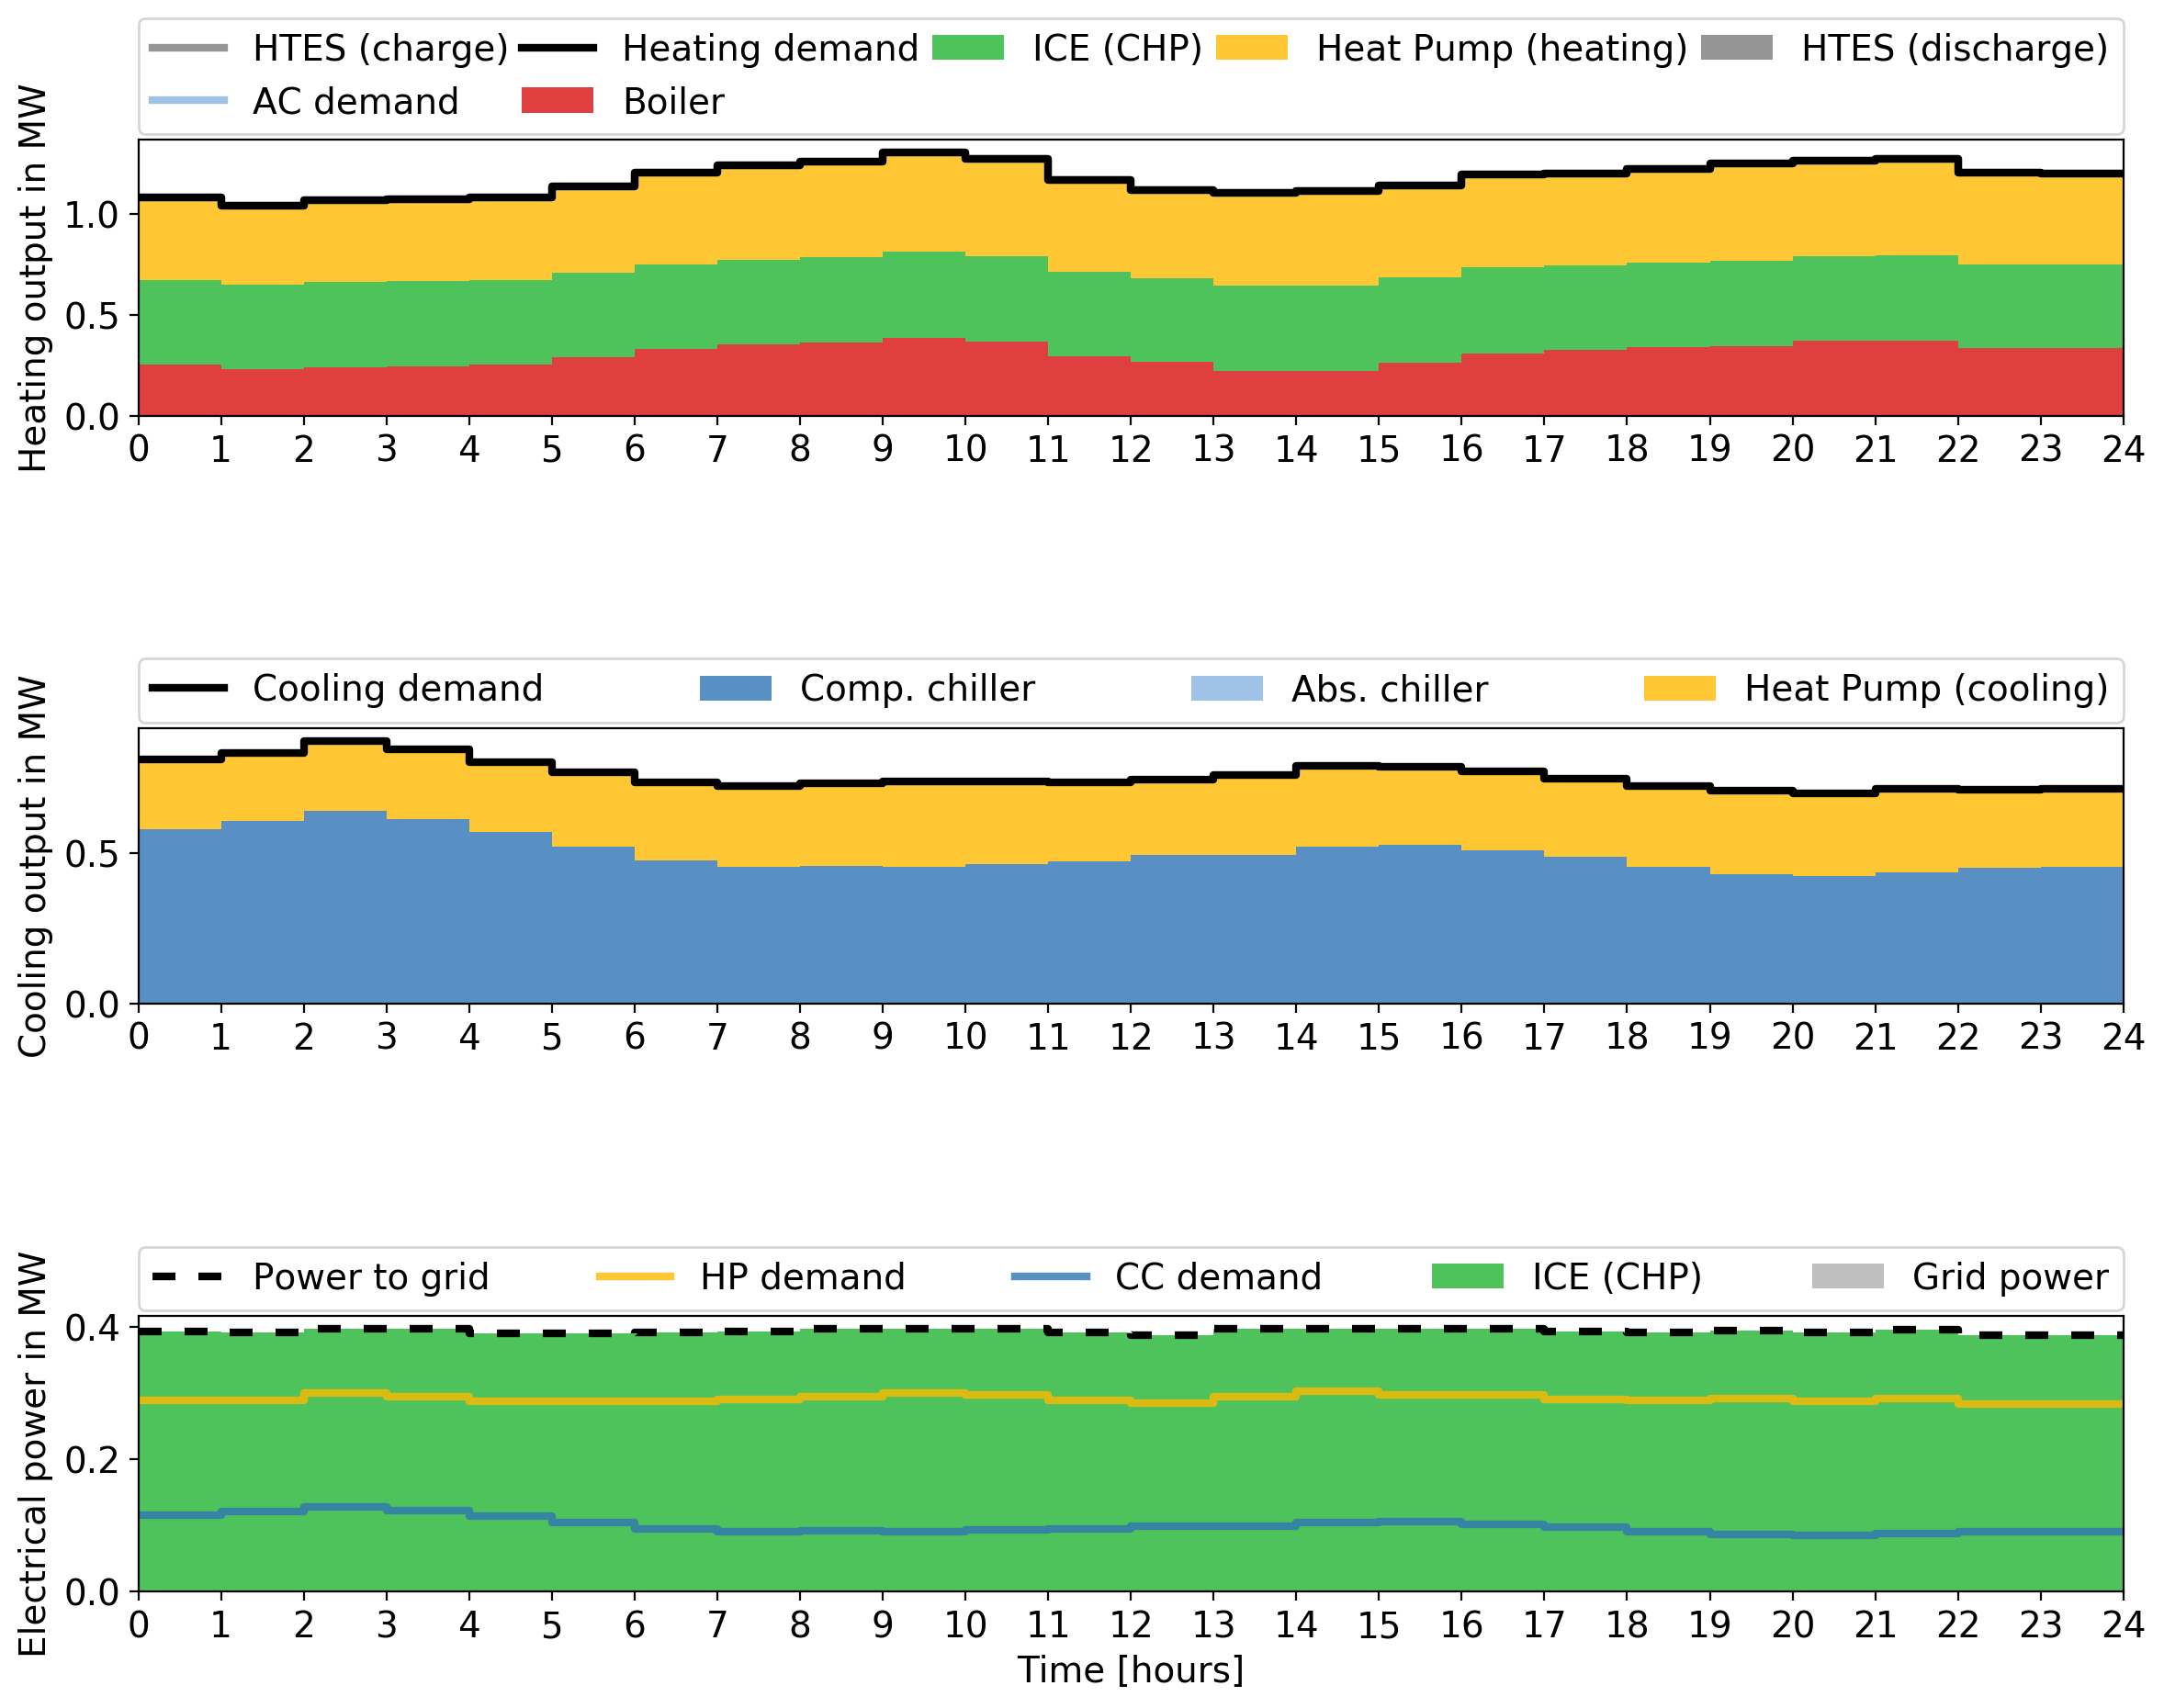 HTES (charge) Heating demand ICE (CHP) Heat Pump (heating) HTES (discharge)
AC demand Boiler
Heating output in MW
1.0
0.5
0.0
0 1 2 3 4 5 6 7 8 9 10 11 12 13 14 15 16 17 18 19 20 21 22 23 24
Cooling demand Comp. chiller Abs. chiller Heat Pump (cooling)
Cooling output in MW
0.5
0.0
0 1 2 3 4 5 6 7 8 9 10 11 12 13 14 15 16 17 18 19 20 21 22 23 24
Power to grid HP demand CC demand ICE (CHP) Grid power
Electrical power in MW
0.4
0.2
0.0
0 1 2 3 4 5 6 7 8 9 10 11 12 13 14 15 16 17 18 19 20 21 22 23 24
Time [hours]